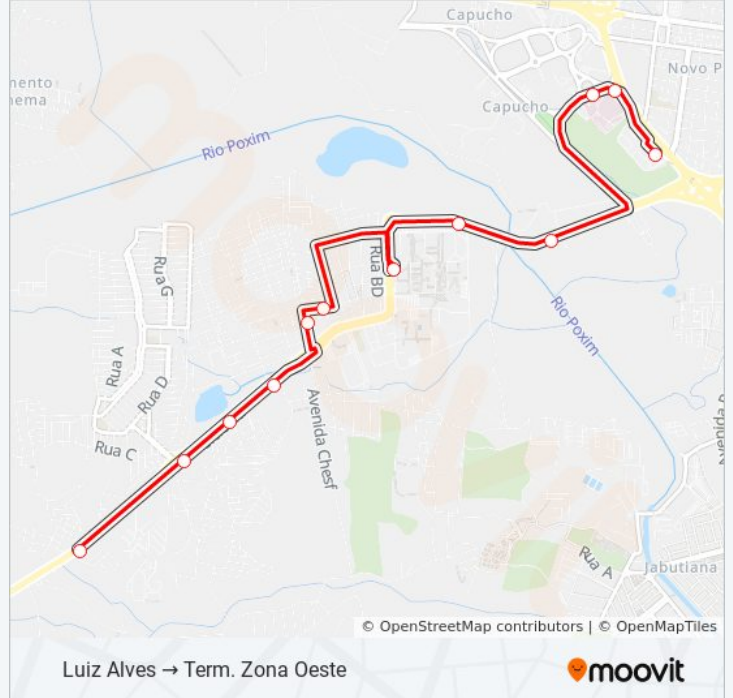 Capucho
Novo P
mento
nema
Capucho
Rio Poxim
Rua G
Rua BD
Rio Poxim
Rua A
Rua D
Avenida Chesf
Rua C
Rua A
Jabutiana
© OpenStreetMap contributors | © OpenMapTiles
Luiz Alves → Term. Zona Oeste
moovit